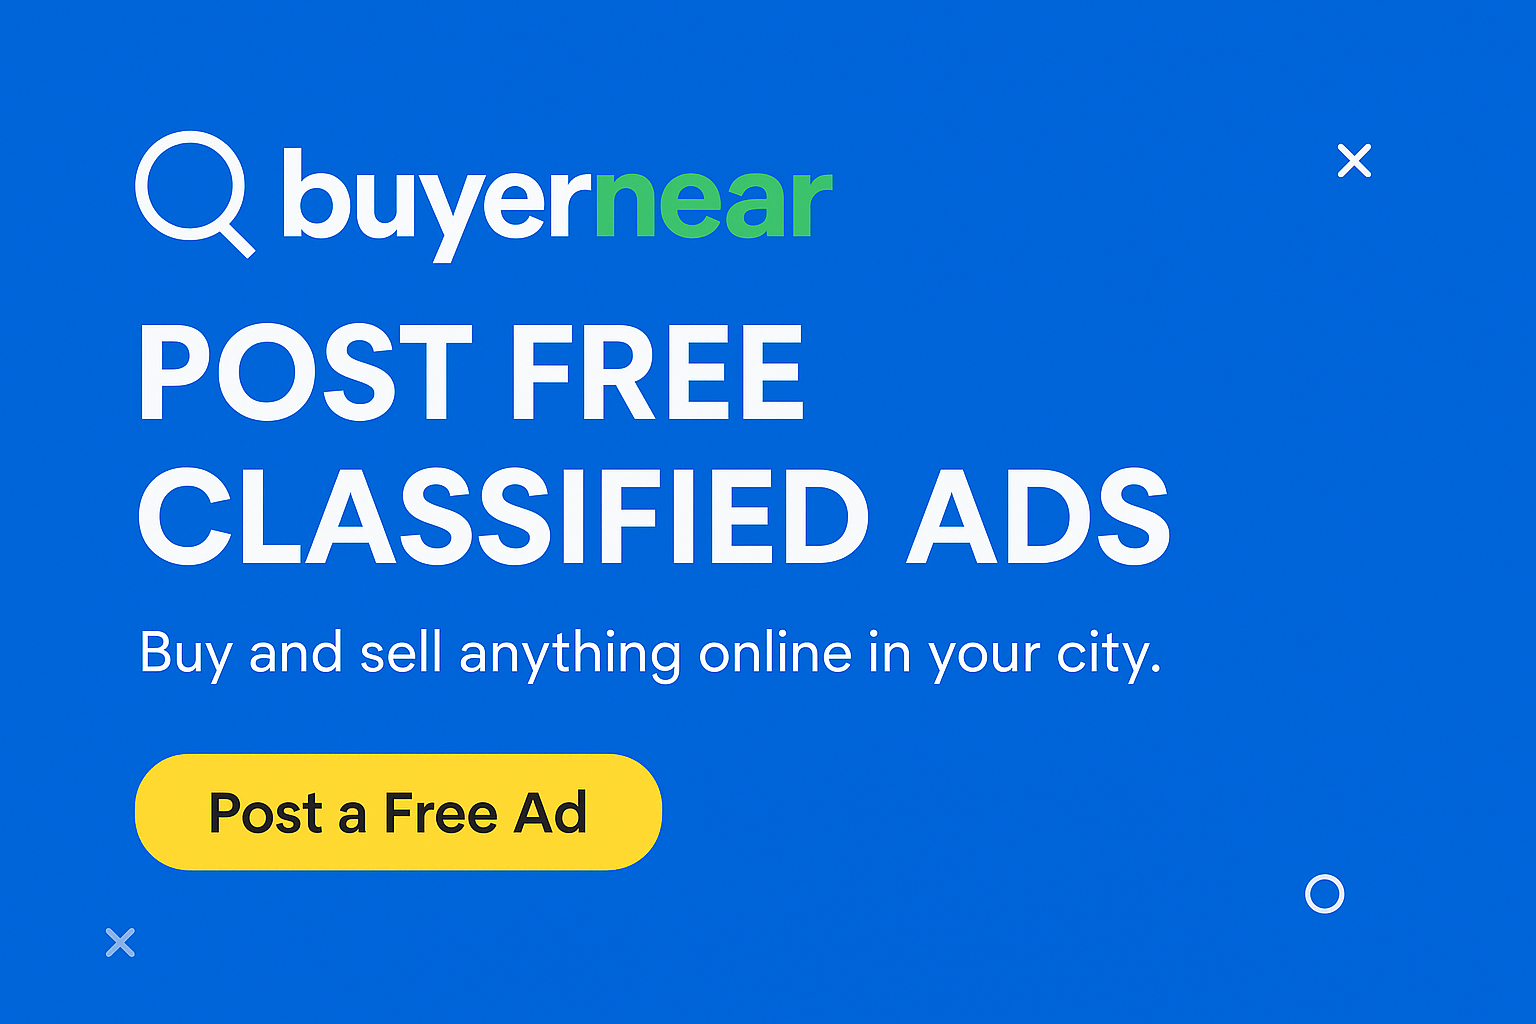 buyernear
POST FREE
CLASSIFIED ADS
Buy and sell anything online in your city.
Post a Free Ad